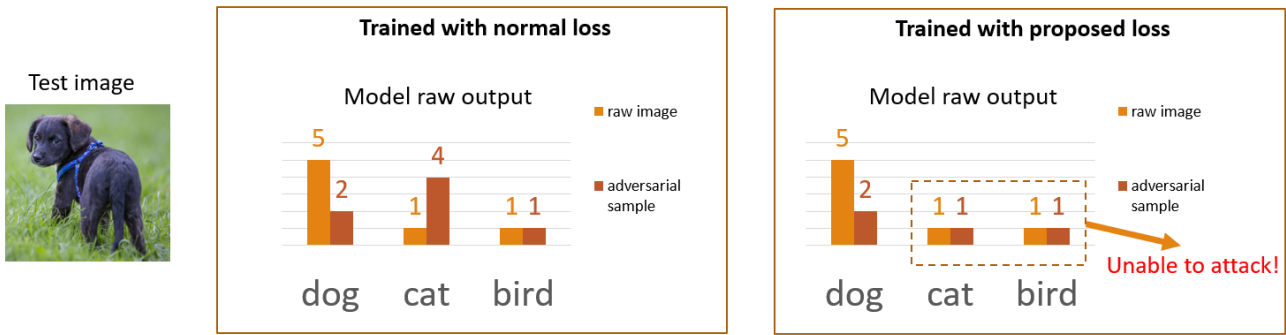 Test image
Trained with normal loss
Model raw output
raw image
adversarial
sample
5
2
1
4
1
1
dog
cat
bird
Trained with proposed loss
Model raw output
raw image
adversarial
sample
5
2
1
1
1
1
Unable to attack!
dog
cat
bird